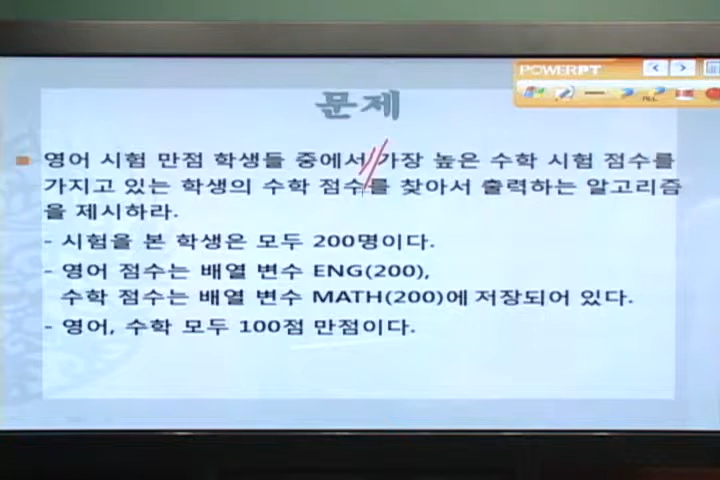 POWERPT
문제
영어 시험 만점 학생들 중에서 가장 높은 수학 시험 점수를
가지고 있는 학생의 수학 점수를 찾아서 출력하는 알고리즘
을 제시하라.
- 시험을 본 학생은 모두 200명이다.
- 영어 점수는 배열 변수 ENG(200),
수학 점수는 배열 변수 MATH(200)에 저장되어 있다.
- 영어, 수학 모두 100점 만점이다.